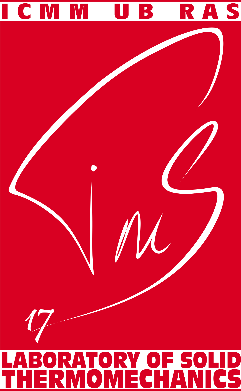 ICMM UB RAS
17
LABORATORY OF SOLID
THERMOMECHANICS